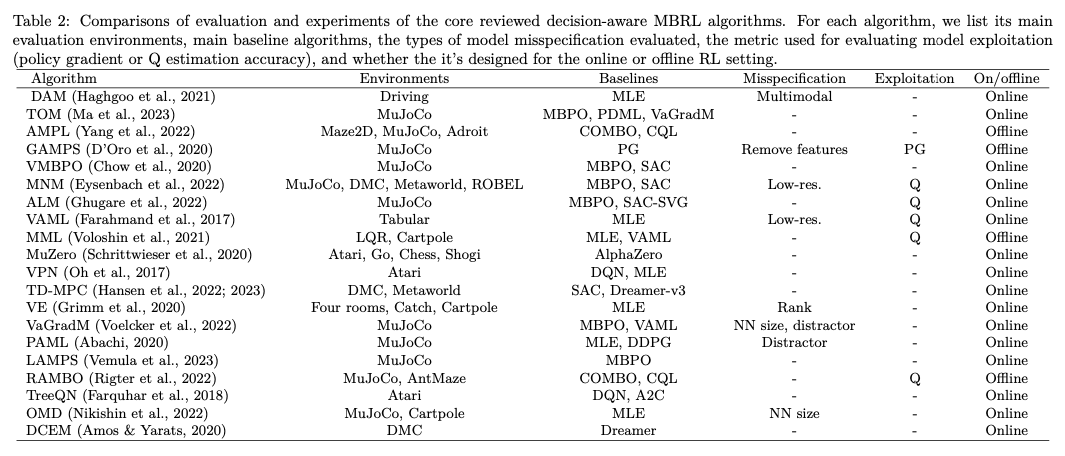 Table 2: Comparisons of evaluation and experiments of the core reviewed decision-aware MBRL algorithms. For each algorithm, we list its main
evaluation environments, main baseline algorithms, the types of model misspecification evaluated, the metric used for evaluating model exploitation
(policy gradient or Q estimation accuracy), and whether the it's designed for the online or offline RL setting.
Algorithm Environments Baselines Misspecification Exploitation On/offline
DAM (Haghgoo et al., 2021) Driving MLE Multimodal - Online
TOM (Ma et al., 2023) MuJoCo MBPO, PDML, VaGradM - - Online
AMPL (Yang et al., 2022) Maze2D, MuJoCo, Adroit COMBO, CQL - - Offline
GAMPS (D'Oro et al., 2020) MuJoCo PG Remove features PG Offline
VMBPO (Chow et al., 2020) MuJoCo MBPO, SAC - - Online
MNM (Eysenbach et al., 2022) MuJoCo, DMC, Metaworld, ROBEL MBPO, SAC Low-res. Q Online
ALM (Ghugare et al., 2022) MuJoCo MBPO, SAC-SVG - Q Online
VAML (Farahmand et al., 2017) Tabular MLE Low-res. Q Online
MML (Voloshin et al., 2021) LQR, Cartpole MLE, VAML - Q Offline
MuZero (Schrittwieser et al., 2020) Atari, Go, Chess, Shogi AlphaZero - - Online
VPN (Oh et al., 2017) Atari DQN, MLE - - Online
TD-MPC (Hansen et al., 2022; 2023) DMC, Metaworld SAC, Dreamer-v3 - - Online
VE (Grimm et al., 2020) Four rooms, Catch, Cartpole MLE Rank - Online
VaGradM (Voelcker et al., 2022) MuJoCo MBPO, VAML NN size, distractor - Online
PAML (Abachi, 2020) MuJoCo MLE, DDPG Distractor - Online
LAMPS (Vemula et al., 2023) MuJoCo MBPO - - Online
RAMBO (Rigter et al., 2022) MuJoCo, AntMaze COMBO, CQL - Q Offline
TreeQN (Farquhar et al., 2018) Atari DQN, A2C - - Online
OMD (Nikishin et al., 2022) MuJoCo, Cartpole MLE NN size - Online
DCEM (Amos & Yarats, 2020) DMC Dreamer - - Online